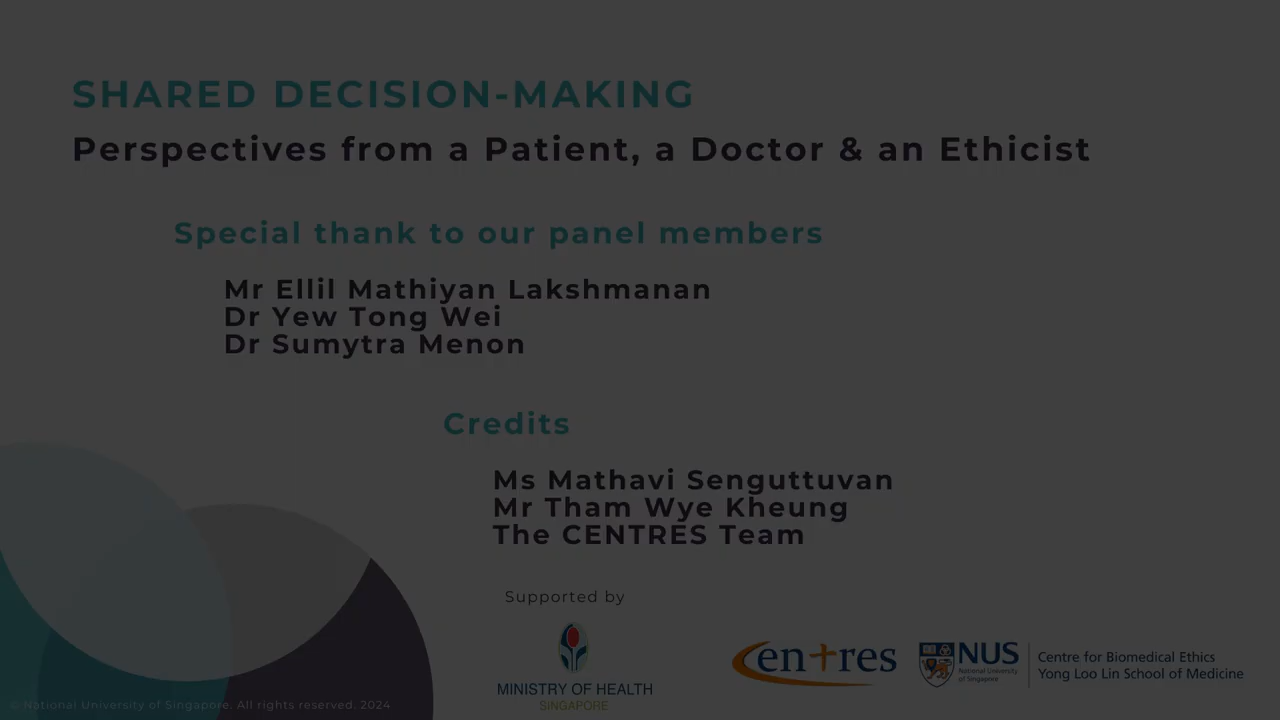 SHARED DECISION-MAKING
Perspectives from a Patient, a Doctor & an Ethicist
Special thank to our panel members
Mr Ellil Mathiyan Lakshmanan
Dr Yew Tong Wei
Dr Sumytra Menon
Credits
Ms Mathavi Senguttuvan
Mr Tham Wye Kheung
The CENTRES Team
Supported by
MINISTRY OF HEALTH
SINGAPORE
Centres
NUS
National University
of Singapore
Centre for Biomedical Ethics
Yong Loo Lin School of Medicine
© National University of Singapore. All rights reserved. 2024